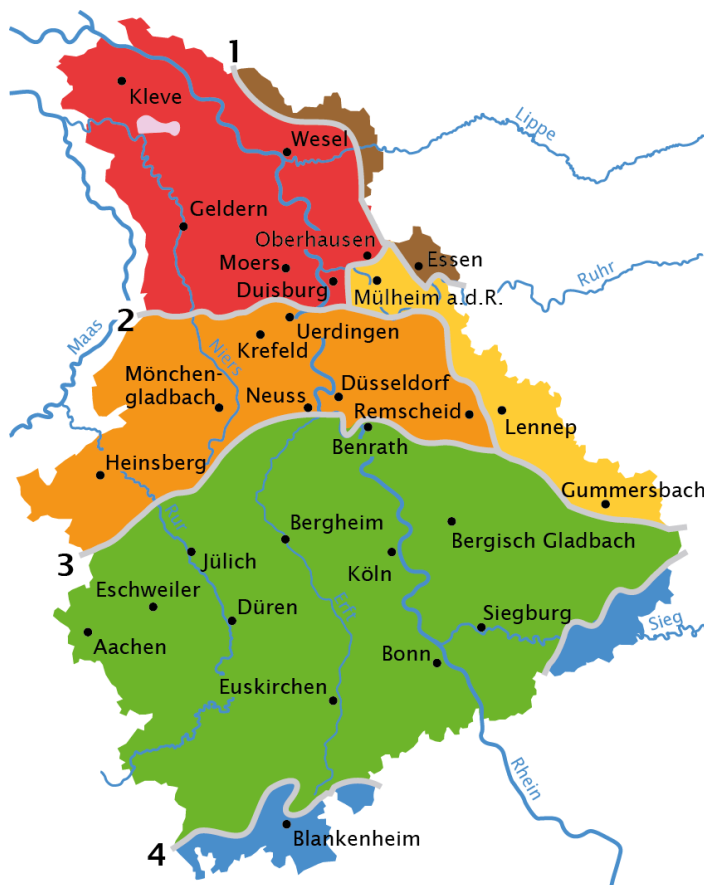 1
Kleve
Lippe
Wesel
Geldern
Oberhausen
Essen
Moers
Ruhr
Duisburg
Mülheim a.d.R.
2
Maas
Uerdingen
Niers
Krefeld
Mönchen-
gladbach
Düsseldorf
Neuss
Remscheid
Lennep
Benrath
Heinsberg
Gummersbach
Rur
Bergheim
Bergisch Gladbach
3
Jülich
Köln
Eschweiler
Düren
Erft
Siegburg
Sieg
Aachen
Bonn
Euskirchen
Rhein
4
Blankenheim